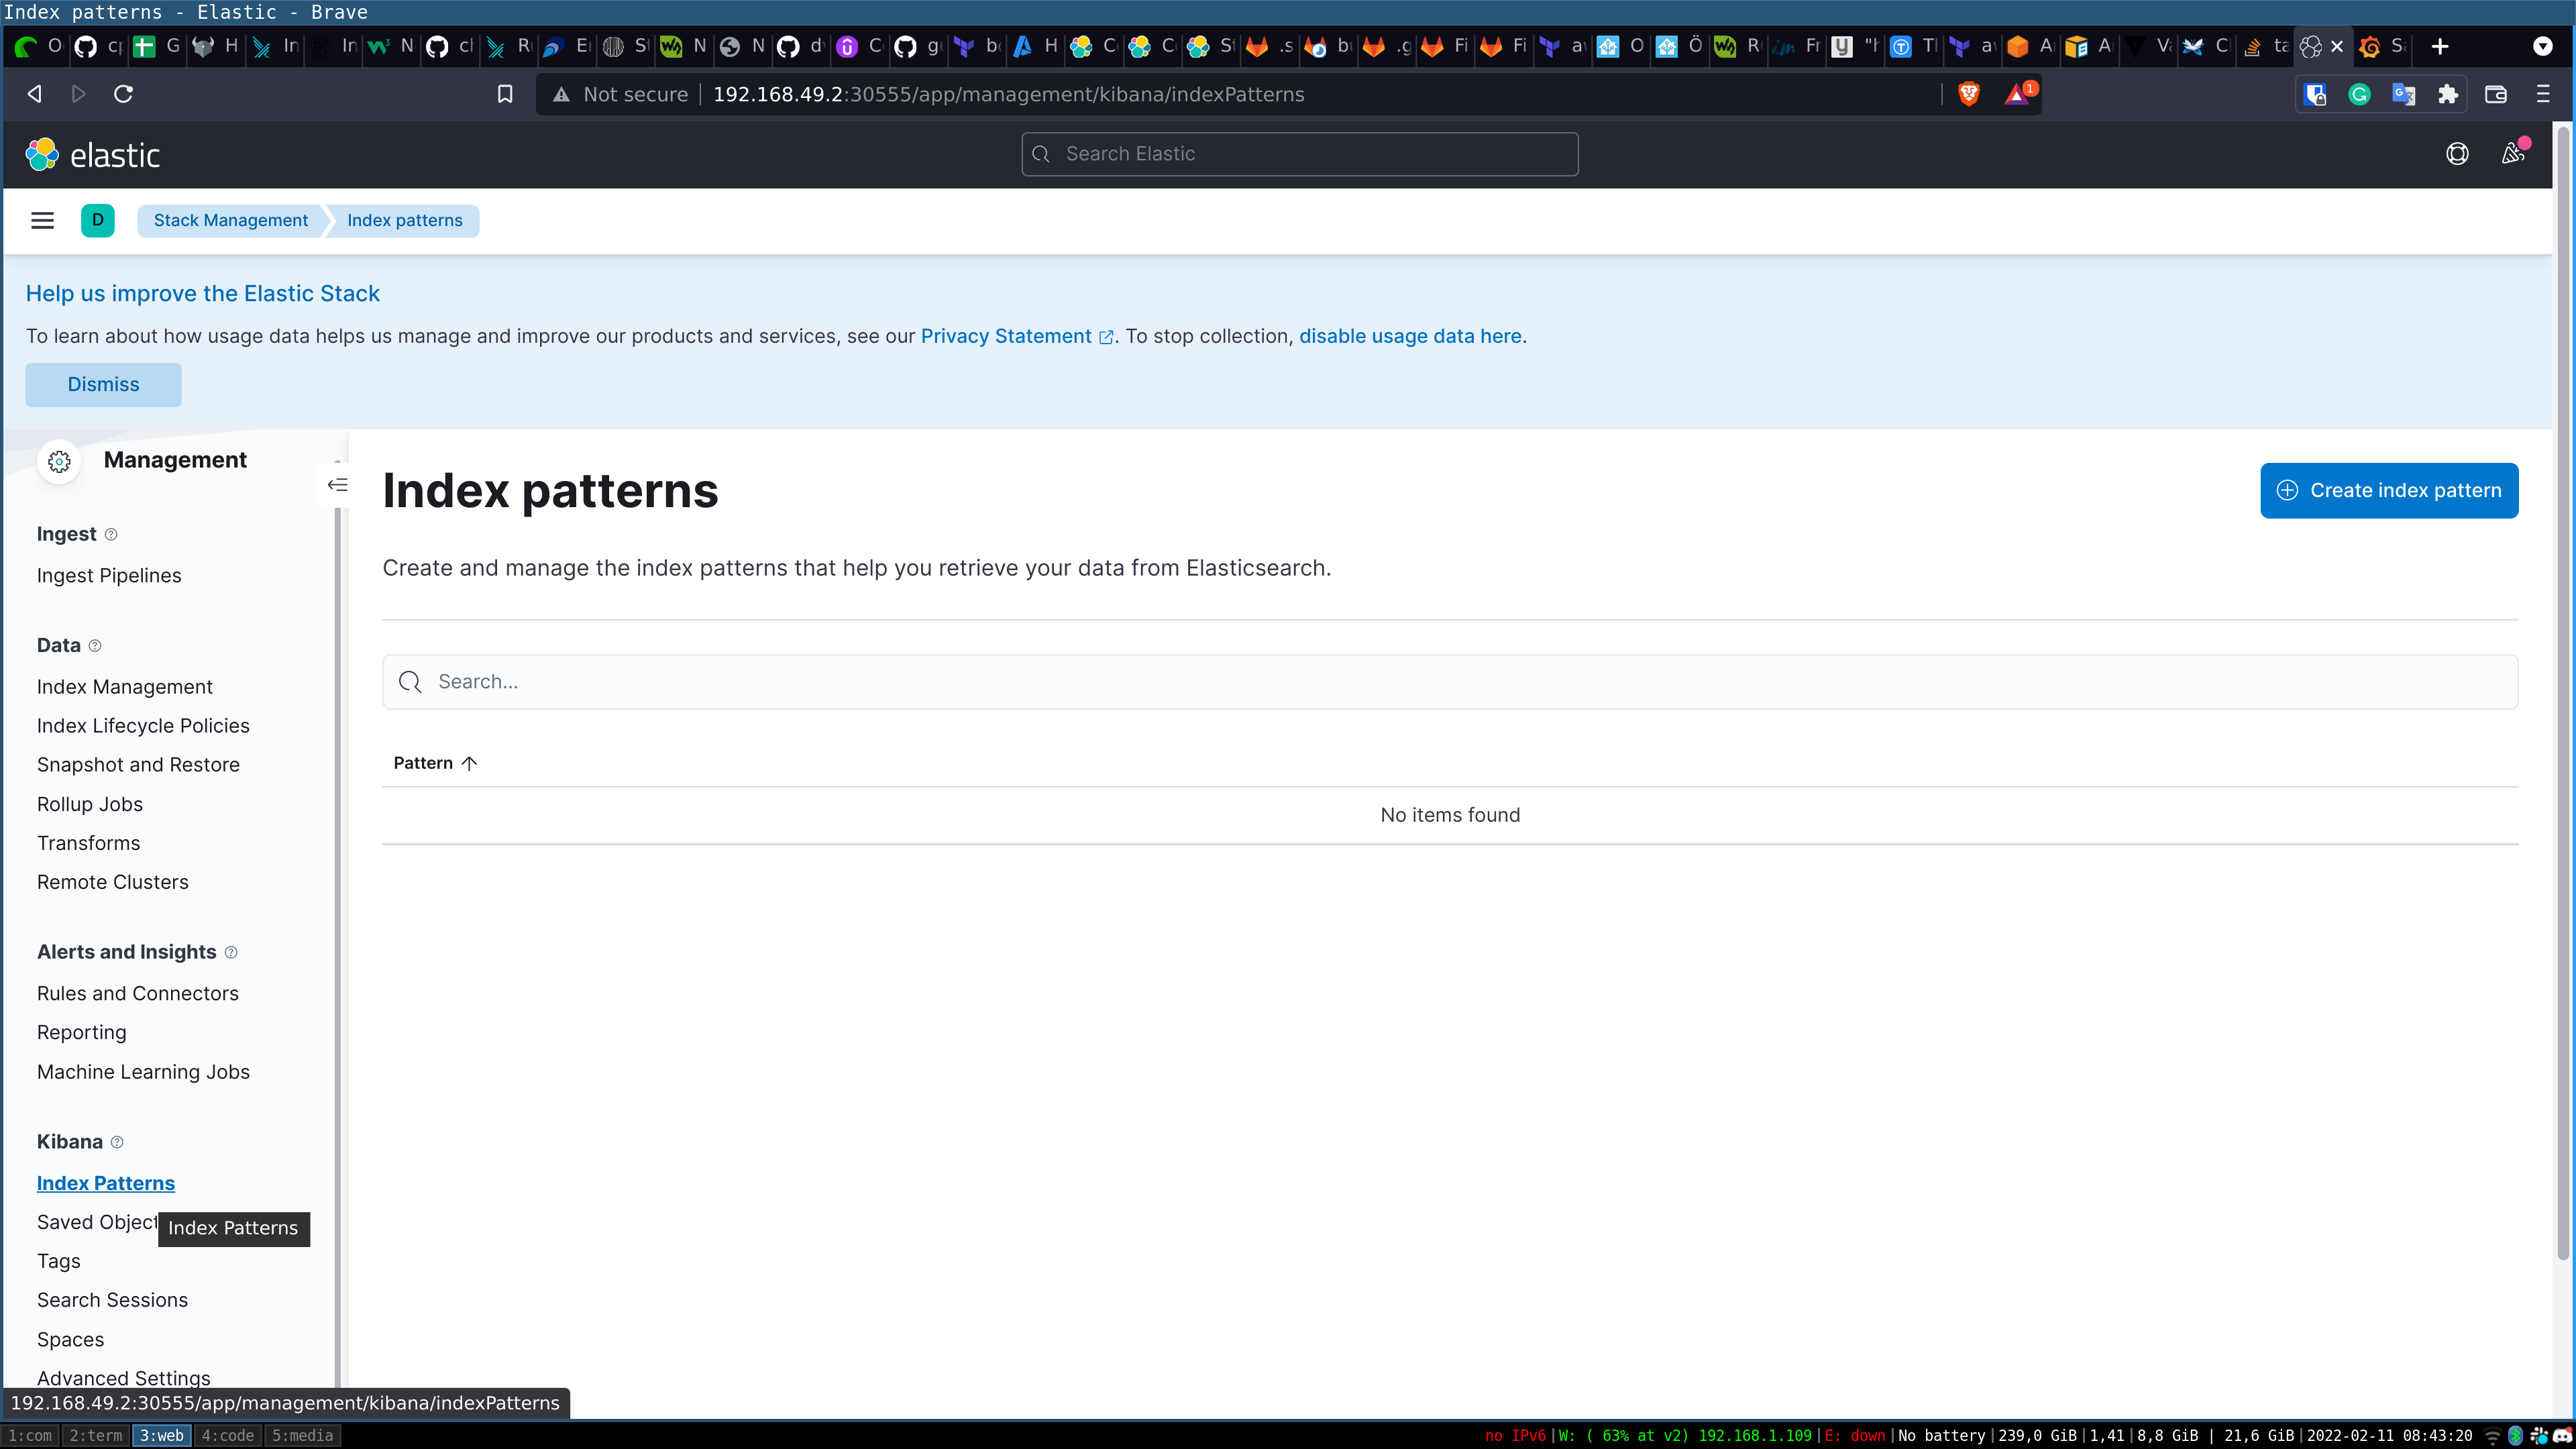 Index patterns - Elastic - Brave
Not secure | 192.168.49.2:30555/app/management/kibana/indexPatterns
1
elastic
Search Elastic
D
Stack Management
Index patterns
Help us improve the Elastic Stack
To learn about how usage data helps us manage and improve our products and services, see our Privacy Statement. To stop collection, disable usage data here.
Dismiss
Management
Ingest
Ingest Pipelines
Data
Index Management
Index Lifecycle Policies
Snapshot and Restore
Rollup Jobs
Transforms
Remote Clusters
Alerts and Insights
Rules and Connectors
Reporting
Machine Learning Jobs
Kibana
Index Patterns
Saved Object
Index Patterns
Tags
Search Sessions
Spaces
Advanced Settings
Index patterns
Create index pattern
Create and manage the index patterns that help you retrieve your data from Elasticsearch.
Search...
Pattern
No items found
192.168.49.2:30555/app/management/kibana/indexPatterns
1:com 2:term 3:web 4:code 5:media
no IPv6|W: ( 63% at v2) 192.168.1.109|E: down|No battery|239,0 GiB|1,41|8,8 GiB | 21,6 GiB|2022-02-11 08:43:20